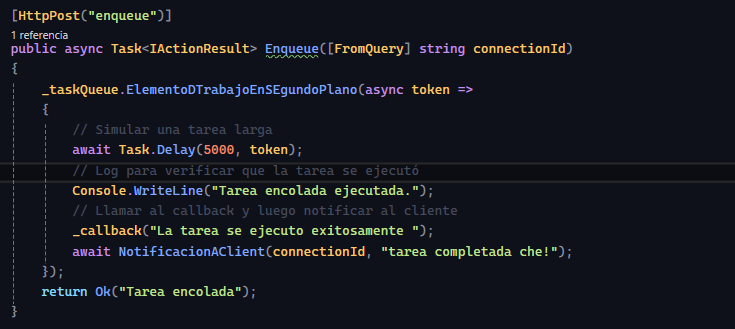 [HttpPost("enqueue")]
1 referencia
public async Task<IActionResult> Enqueue([FromQuery] string connectionId)
{
_taskQueue.ElementoDTrabajoEnSEgundoPlano(async token =>
{
// Simular una tarea larga
await Task.Delay(5000, token);
// Log para verificar que la tarea se ejecutó
Console.WriteLine("Tarea encolada ejecutada.");
// Llamar al callback y luego notificar al cliente
_callback("La tarea se ejecuto exitosamente ");
await NotificacionAClient(connectionId, "tarea completada che!");
});
return Ok("Tarea encolada");
}